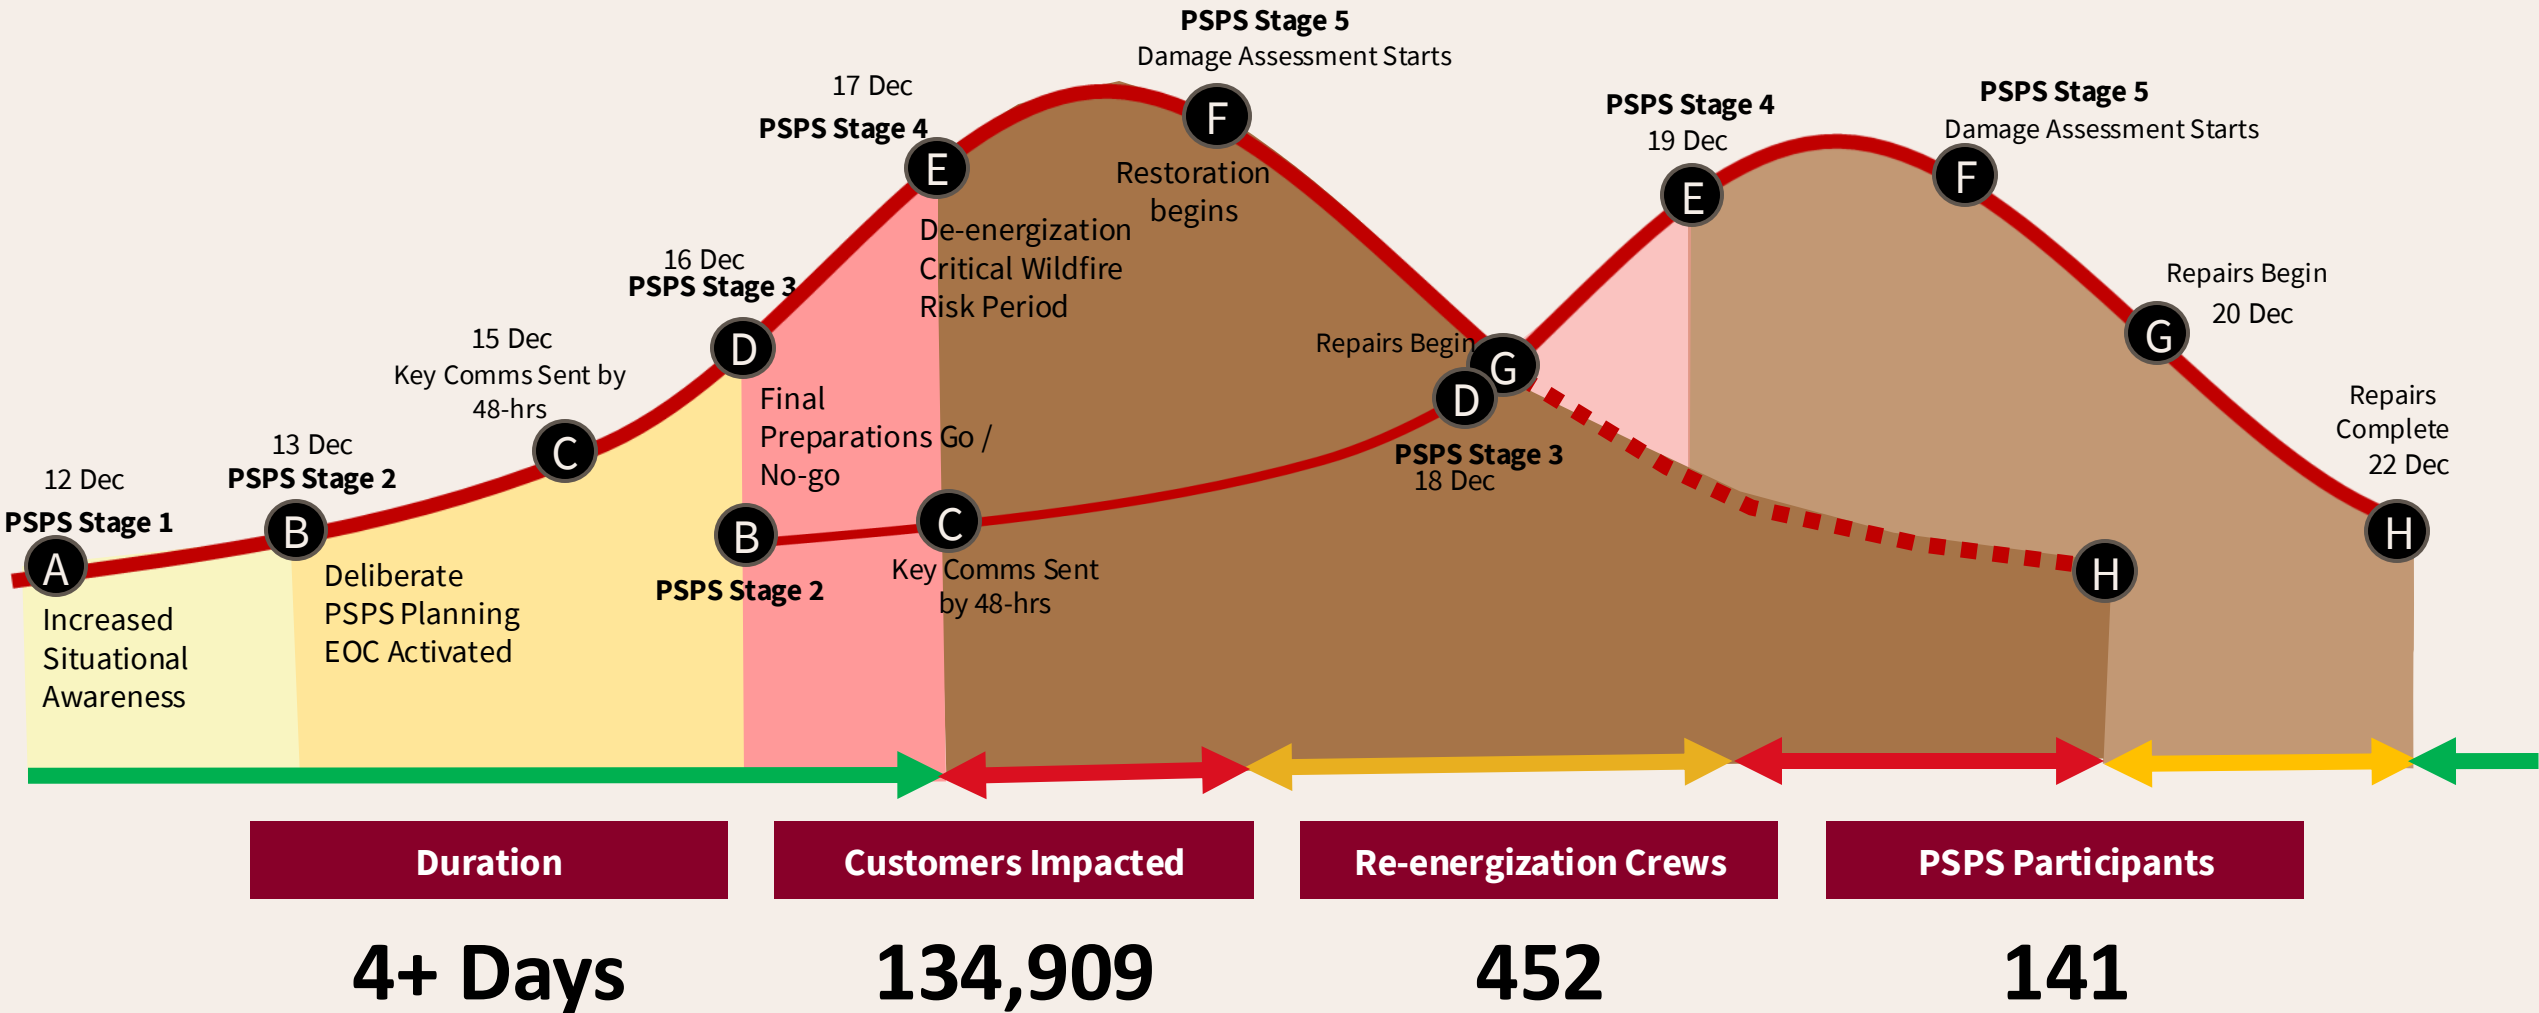 PSPS Stage 5
Damage Assessment Starts
17 Dec
PSPS Stage 4
E
F
Restoration
begins
De-energization
Critical Wildfire
Risk Period
16 Dec
PSPS Stage 3
D
15 Dec
Key Comms Sent by
48-hrs
C
13 Dec
PSPS Stage 2
B
12 Dec
PSPS Stage 1
A
Increased
Situational
Awareness
Deliberate
PSPS Planning
EOC Activated
Final
Preparations Go /
No-go
B
PSPS Stage 2
C
Key Comms Sent
by 48-hrs
Repairs Begin
G
D
PSPS Stage 3
18 Dec
PSPS Stage 4
19 Dec
E
PSPS Stage 5
Damage Assessment Starts
F
Repairs Begin
20 Dec
G
Repairs
Complete
22 Dec
H
H
Duration
Customers Impacted
Re-energization Crews
PSPS Participants
4+ Days
134,909
452
141